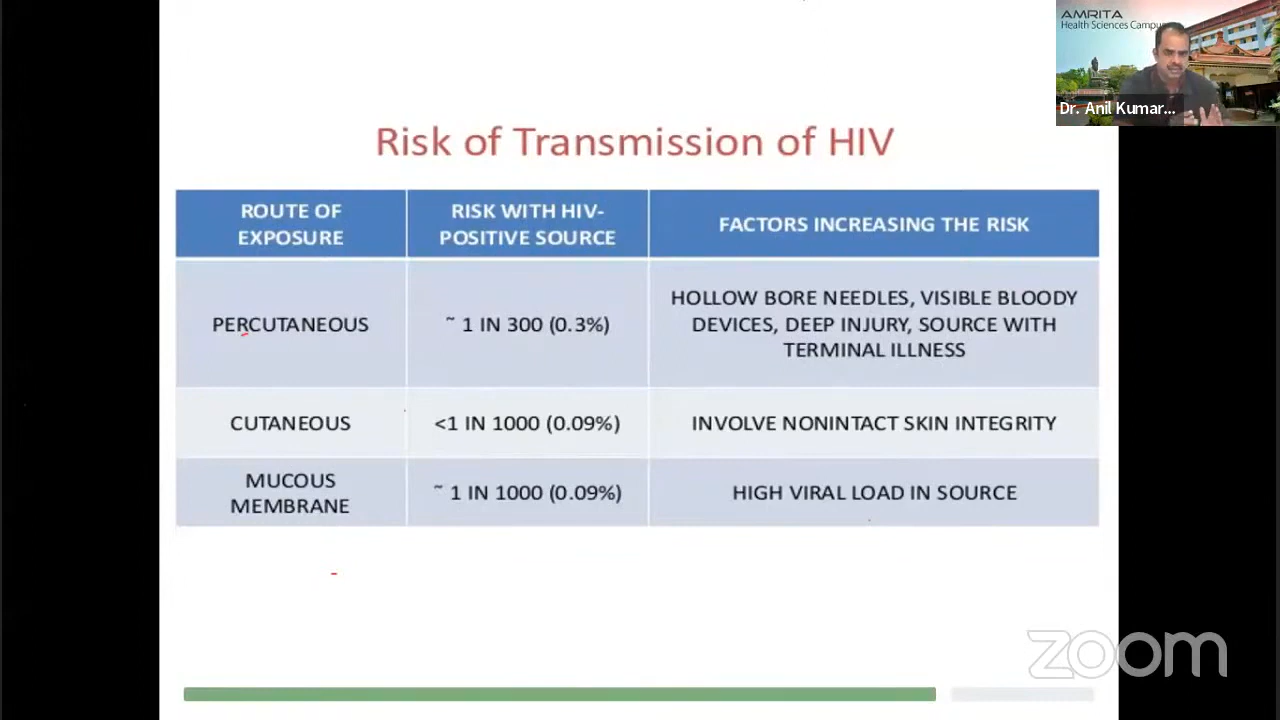 AMRITA
Health Sciences Campus
Dr. Anil Kumar...
Risk of Transmission of HIV
ROUTE OF
EXPOSURE
RISK WITH HIV-
POSITIVE SOURCE
FACTORS INCREASING THE RISK
PERCUTANEOUS
~ 1 IN 300 (0.3%)
HOLLOW BORE NEEDLES, VISIBLE BLOODY
DEVICES, DEEP INJURY, SOURCE WITH
TERMINAL ILLNESS
CUTANEOUS
<1 IN 1000 (0.09%)
INVOLVE NONINTACT SKIN INTEGRITY
MUCOUS
MEMBRANE
~ 1 IN 1000 (0.09%)
HIGH VIRAL LOAD IN SOURCE
zoom